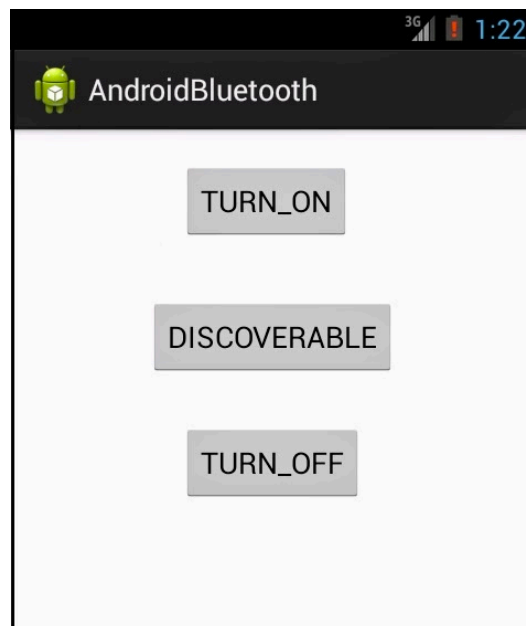 3G 1:22
AndroidBluetooth
TURN_ON
DISCOVERABLE
TURN_OFF